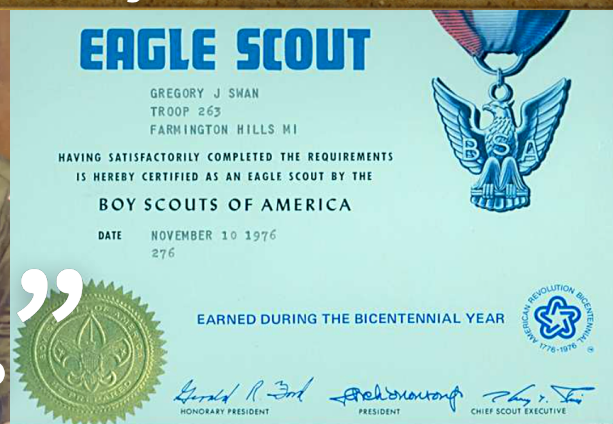 EAGLE SCOUT
GREGORY J SWAN
TROOP 263
FARMINGTON HILLS MI
HAVING SATISFACTORILY COMPLETED THE REQUIREMENTS
IS HEREBY CERTIFIED AS AN EAGLE SCOUT BY THE
BOY SCOUTS OF AMERICA
DATE NOVEMBER 10 1976
276
BSA
”
EARNED DURING THE BICENTENNIAL YEAR
AMERICAN REVOLUTION BICENTENNIAL
1776-1976 ®
Gerald R. Ford
HONORARY PRESIDENT
PRESIDENT
CHIEF SCOUT EXECUTIVE